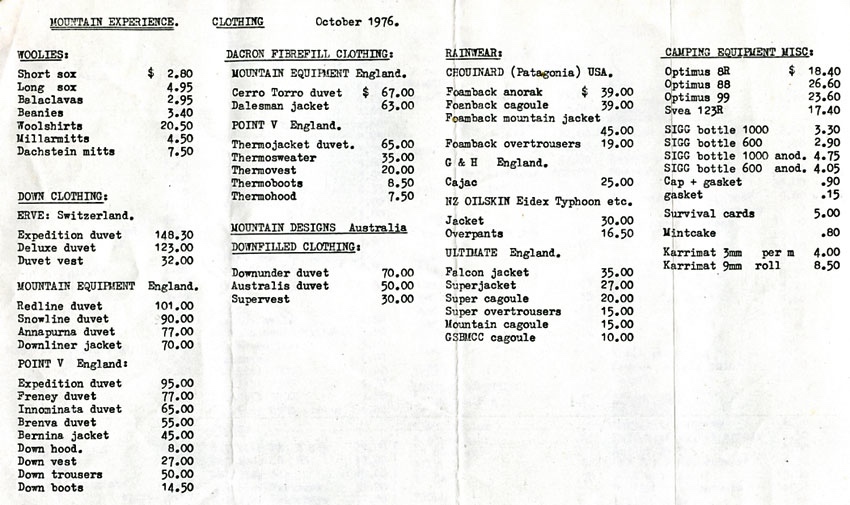 MOUNTAIN EXPERIENCE. CLOTHING October 1976.
WOOLIES:
Short sox $ 2.80
Long sox 4.95
Balaclavas 2.95
Beanies 3.40
Woolshirts 20.50
Millarmitts 4.50
Dachstein mitts 7.50
DOWN CLOTHING:
ERVE: Switzerland.
Expedition duvet 148.30
Deluxe duvet 123.00
Duvet vest 32.00
MOUNTAIN EQUIPMENT England.
Redline duvet 101.00
Snowline duvet 90.00
Annapurna duvet 77.00
Downliner jacket 70.00
POINT V England:
Expedition duvet 95.00
Freney duvet 77.00
Innominata duvet 65.00
Brenva duvet 55.00
Bernina jacket 45.00
Down hood. 8.00
Down vest 27.00
Down trousers 50.00
Down boots 14.50
DACRON FIBREFILL CLOTHING:
MOUNTAIN EQUIPMENT England.
Cerro Torro duvet $ 67.00
Dalesman jacket 63.00
POINT V England.
Thermojacket duvet. 65.00
Thermosweater 35.00
Thermovest 20.00
Thermoboots 8.50
Thermohood 7.50
MOUNTAIN DESIGNS Australia
DOWNFILLED CLOTHING:
Downunder duvet 70.00
Australis duvet 50.00
Supervest 30.00
RAINWEAR:
CHOUINARD (Patagonia) USA.
Foamback anorak $ 39.00
Foenback cagoule 39.00
Foamback mountain jacket
45.00
Foamback overtrousers 19.00
G & H England.
Cajac 25.00
NZ OILSKIN Eidex Typhoon etc.
Jacket 30.00
Overpants 16.50
ULTIMATE England.
Falcon jacket 35.00
Superjacket 27.00
Super cagoule 20.00
Super overtrousers 15.00
Mountain cagoule 15.00
GSBMCC cagoule 10.00
CAMPING EQUIPMENT MISC:
Optimus 8R $ 18.40
Optimus 88 26.60
Optimus 99 23.60
Svea 123R 17.40
SIGG bottle 1000 3.30
SIGG bottle 600 2.90
SIGG bottle 1000 anod. 4.75
SIGG bottle 600 anod. 4.05
Cap + gasket .90
gasket .15
Survival cards 5.00
Mintcake .80
Karrimat 3mm per m 4.00
Karrimat 9mm roll 8.50